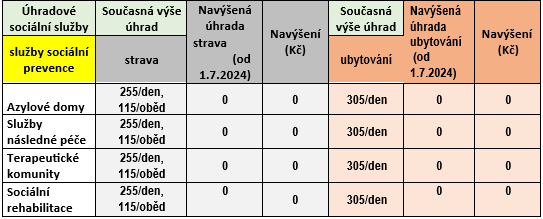 Úhradové sociální služby | Současná výše úhrad | Navýšená úhrada strava (od 1.7.2024) | Navýšení (Kč) | Současná výše úhrad | Navýšená úhrada ubytování (od 1.7.2024) | Navýšení (Kč)
služby sociální prevence | strava | ubytování
Azylové domy | 255/den, 115/oběd | 0 | 0 | 305/den | 0 | 0
Služby následné péče | 255/den, 115/oběd | 0 | 0 | 305/den | 0 | 0
Terapeutické komunity | 255/den, 115/oběd | 0 | 0 | 305/den | 0 | 0
Sociální rehabilitace | 255/den, 115/oběd | 0 | 0 | 305/den | 0 | 0